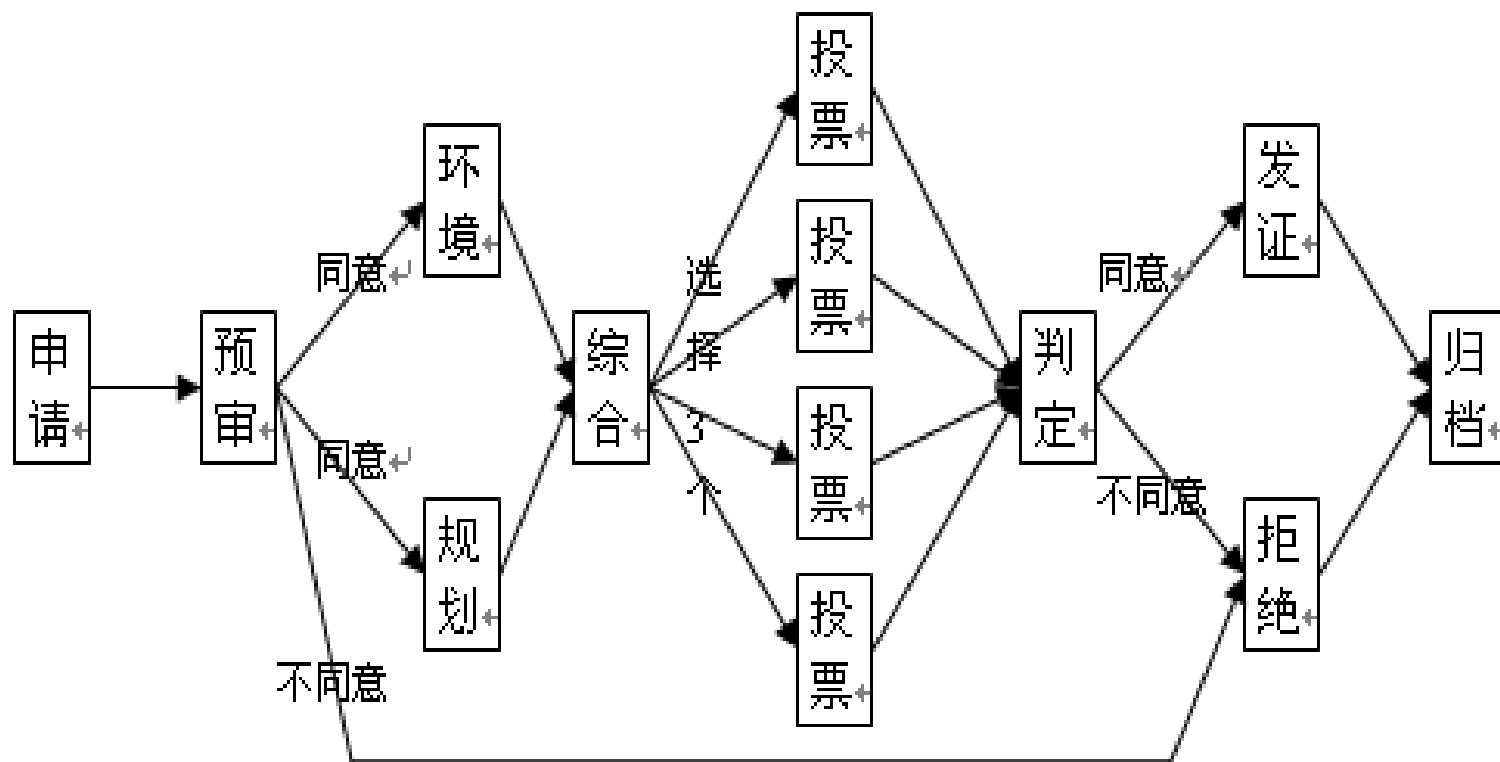 申请
预审
同意
同意
不同意
环境
规划
综合
选择3个
投票
投票
投票
投票
判定
同意
不同意
发证
拒绝
归档